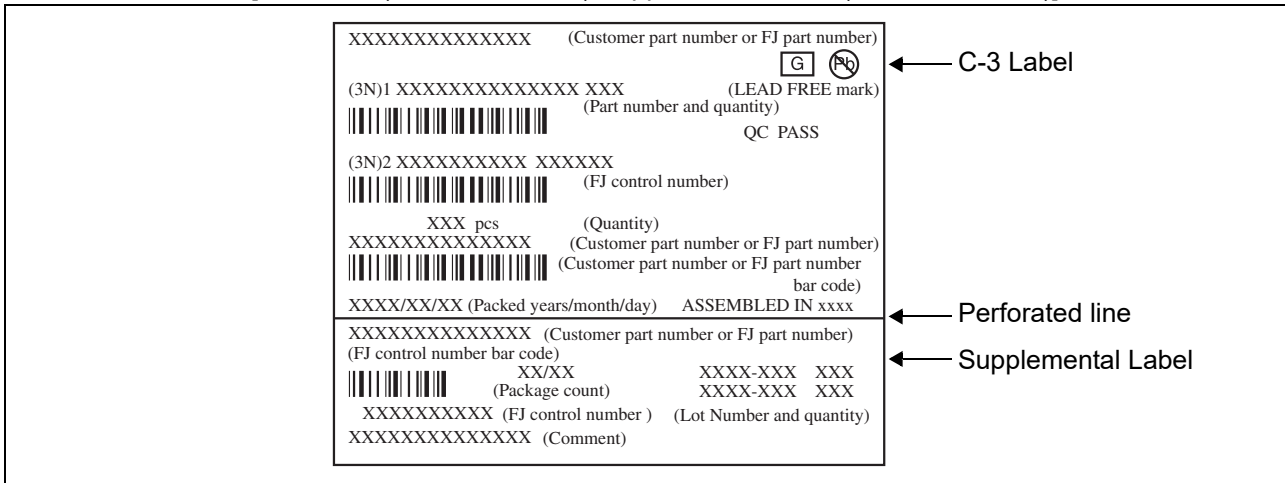 XXXXXXXXXXXXXX (Customer part number or FJ part number)
G Pb
C-3 Label
(3N)1 XXXXXXXXXXXXXX XXX (LEAD FREE mark)
(Part number and quantity)
QC PASS
(3N)2 XXXXXXXXXX XXXXXX
(FJ control number)
XXX pcs (Quantity)
XXXXXXXXXXXXXX (Customer part number or FJ part number)
(Customer part number or FJ part number
bar code)
XXXX/XX/XX (Packed years/month/day) ASSEMBLED IN xxxx
Perforated line
XXXXXXXXXXXXXX (Customer part number or FJ part number)
(FJ control number bar code)
Supplemental Label
XX/XX XXXX-XXX XXX
(Package count) XXXX-XXX XXX
XXXXXXXXXX (FJ control number ) (Lot Number and quantity)
XXXXXXXXXXXXXX (Comment)